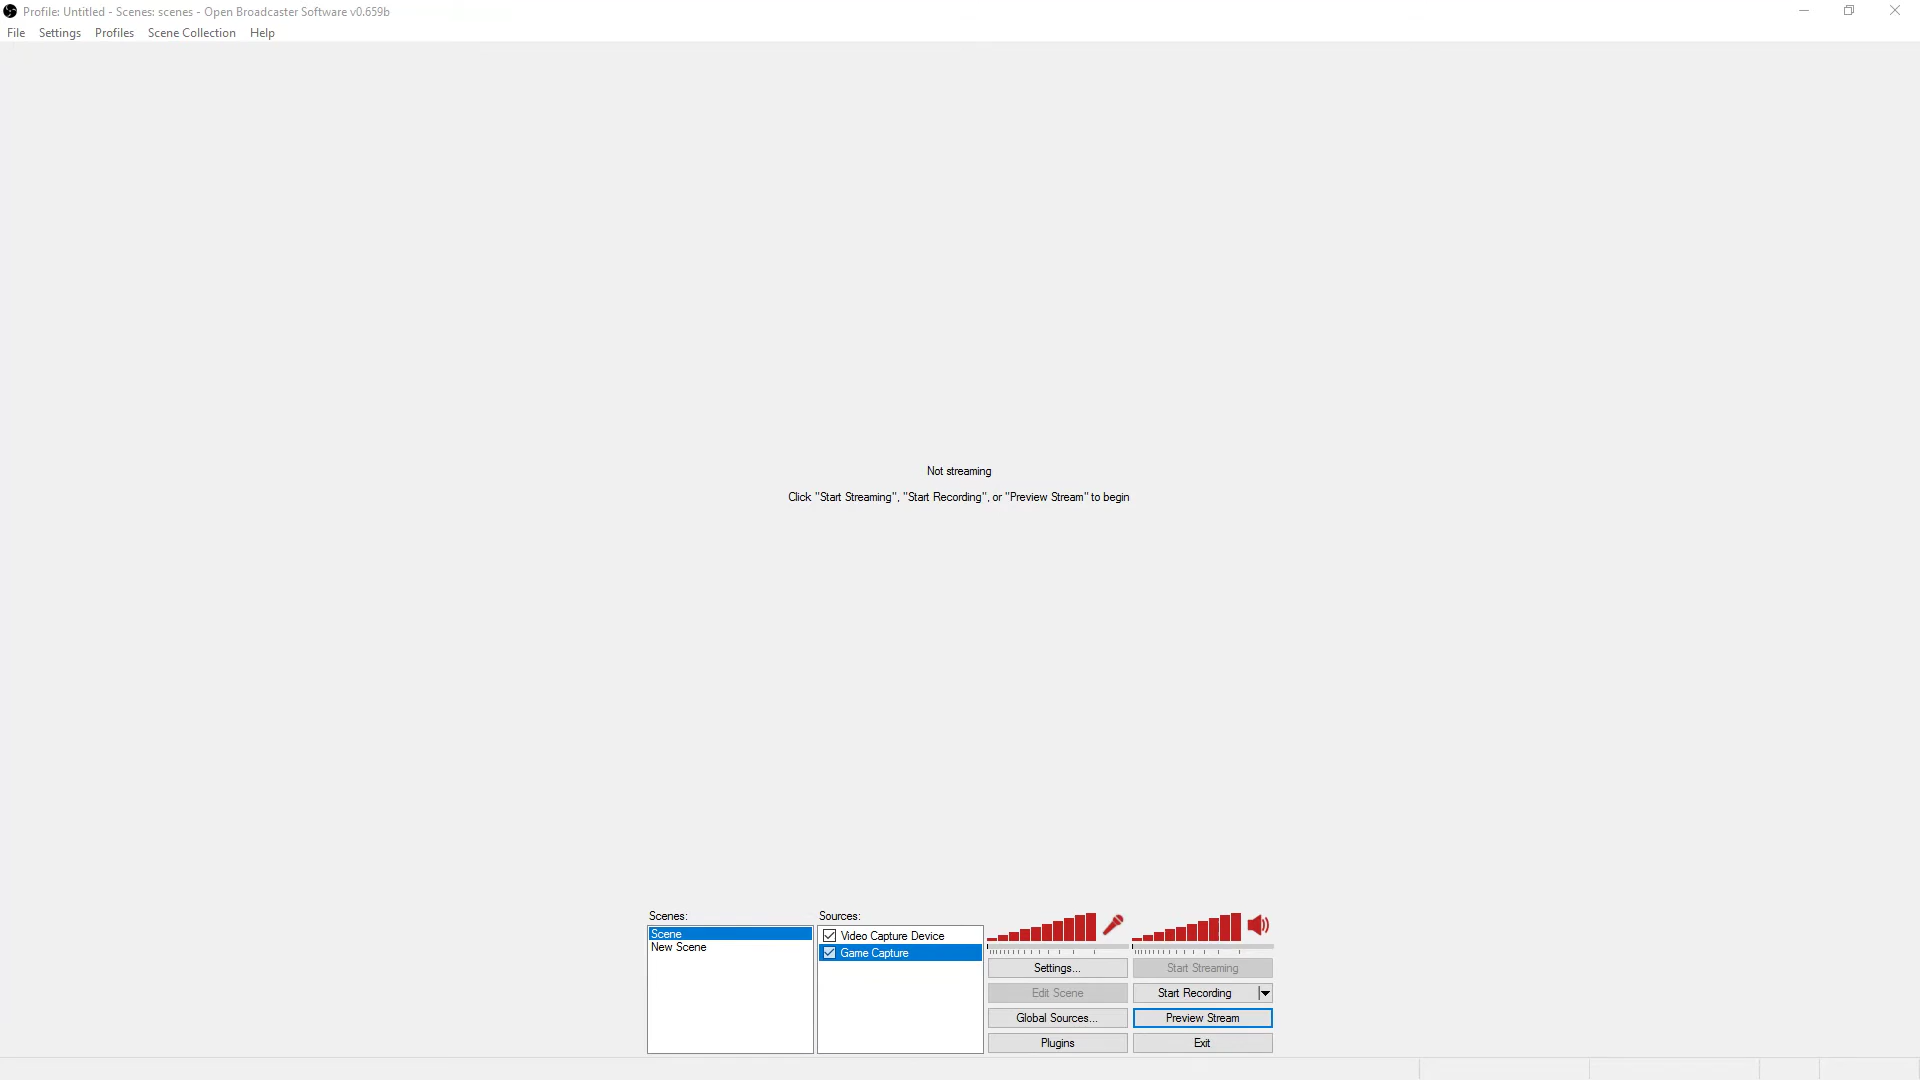 Profile: Untitled - Scenes: scenes - Open Broadcaster Software v0.659b
File Settings Profiles Scene Collection Help
Not streaming
Click "Start Streaming", "Start Recording", or "Preview Stream" to begin
Scenes:
Scene
New Scene
Sources:
Video Capture Device
Game Capture
Settings...
Start Streaming
Edit Scene
Start Recording
Global Sources...
Preview Stream
Plugins
Exit